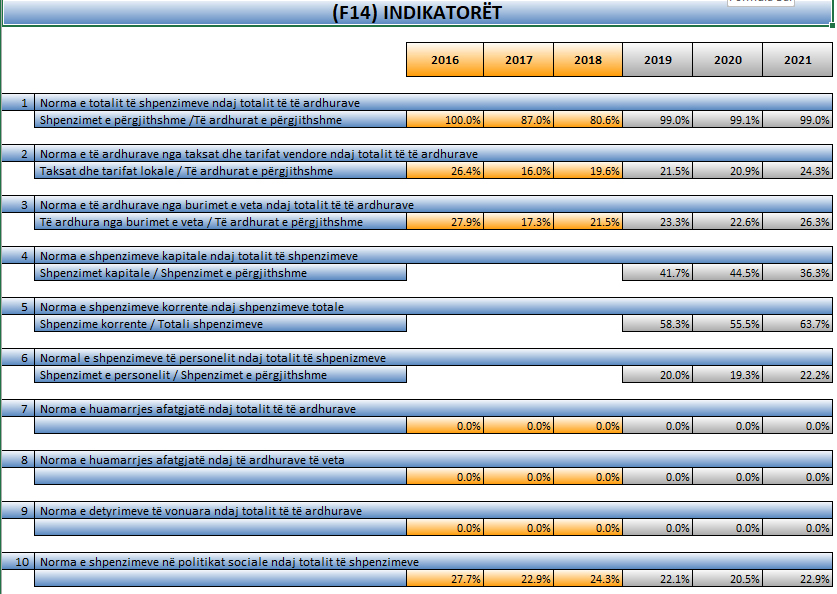 (F14) INDIKATORËT
2016 2017 2018 2019 2020 2021
1 Norma e totalit të shpenzimeve ndaj totalit të të ardhurave
Shpenzimet e përgjithshme /Të ardhurat e përgjithshme 100.0% 87.0% 80.6% 99.0% 99.1% 99.0%
2 Norma e të ardhurave nga taksat dhe tarifat vendore ndaj totalit të të ardhurave
Taksat dhe tarifat lokale / Të ardhurat e përgjithshme 26.4% 16.0% 19.6% 21.5% 20.9% 24.3%
3 Norma e të ardhurave nga burimet e veta ndaj totalit të të ardhurave
Të ardhura nga burimet e veta / Të ardhurat e përgjithshme 27.9% 17.3% 21.5% 23.3% 22.6% 26.3%
4 Norma e shpenzimeve kapitale ndaj totalit të shpenzimeve
Shpenzimet kapitale / Shpenzimet e përgjithshme 41.7% 44.5% 36.3%
5 Norma e shpenzimeve korrente ndaj shpenzimeve totale
Shpenzime korrente / Totali shpenzimeve 58.3% 55.5% 63.7%
6 Normal e shpenzimeve të personelit ndaj totalit të shpenizmeve
Shpenzimet e personelit / Shpenzimet e përgjithshme 20.0% 19.3% 22.2%
7 Norma e huamarrjes afatgjatë ndaj totalit të të ardhurave
0.0% 0.0% 0.0% 0.0% 0.0% 0.0%
8 Norma e huamarrjes afatgjatë ndaj të ardhurave të veta
0.0% 0.0% 0.0% 0.0% 0.0% 0.0%
9 Norma e detyrimeve të vonuara ndaj totalit të të ardhurave
0.0% 0.0% 0.0% 0.0% 0.0% 0.0%
10 Norma e shpenzimeve në politikat sociale ndaj totalit të shpenzimeve
27.7% 22.9% 24.3% 22.1% 20.5% 22.9%